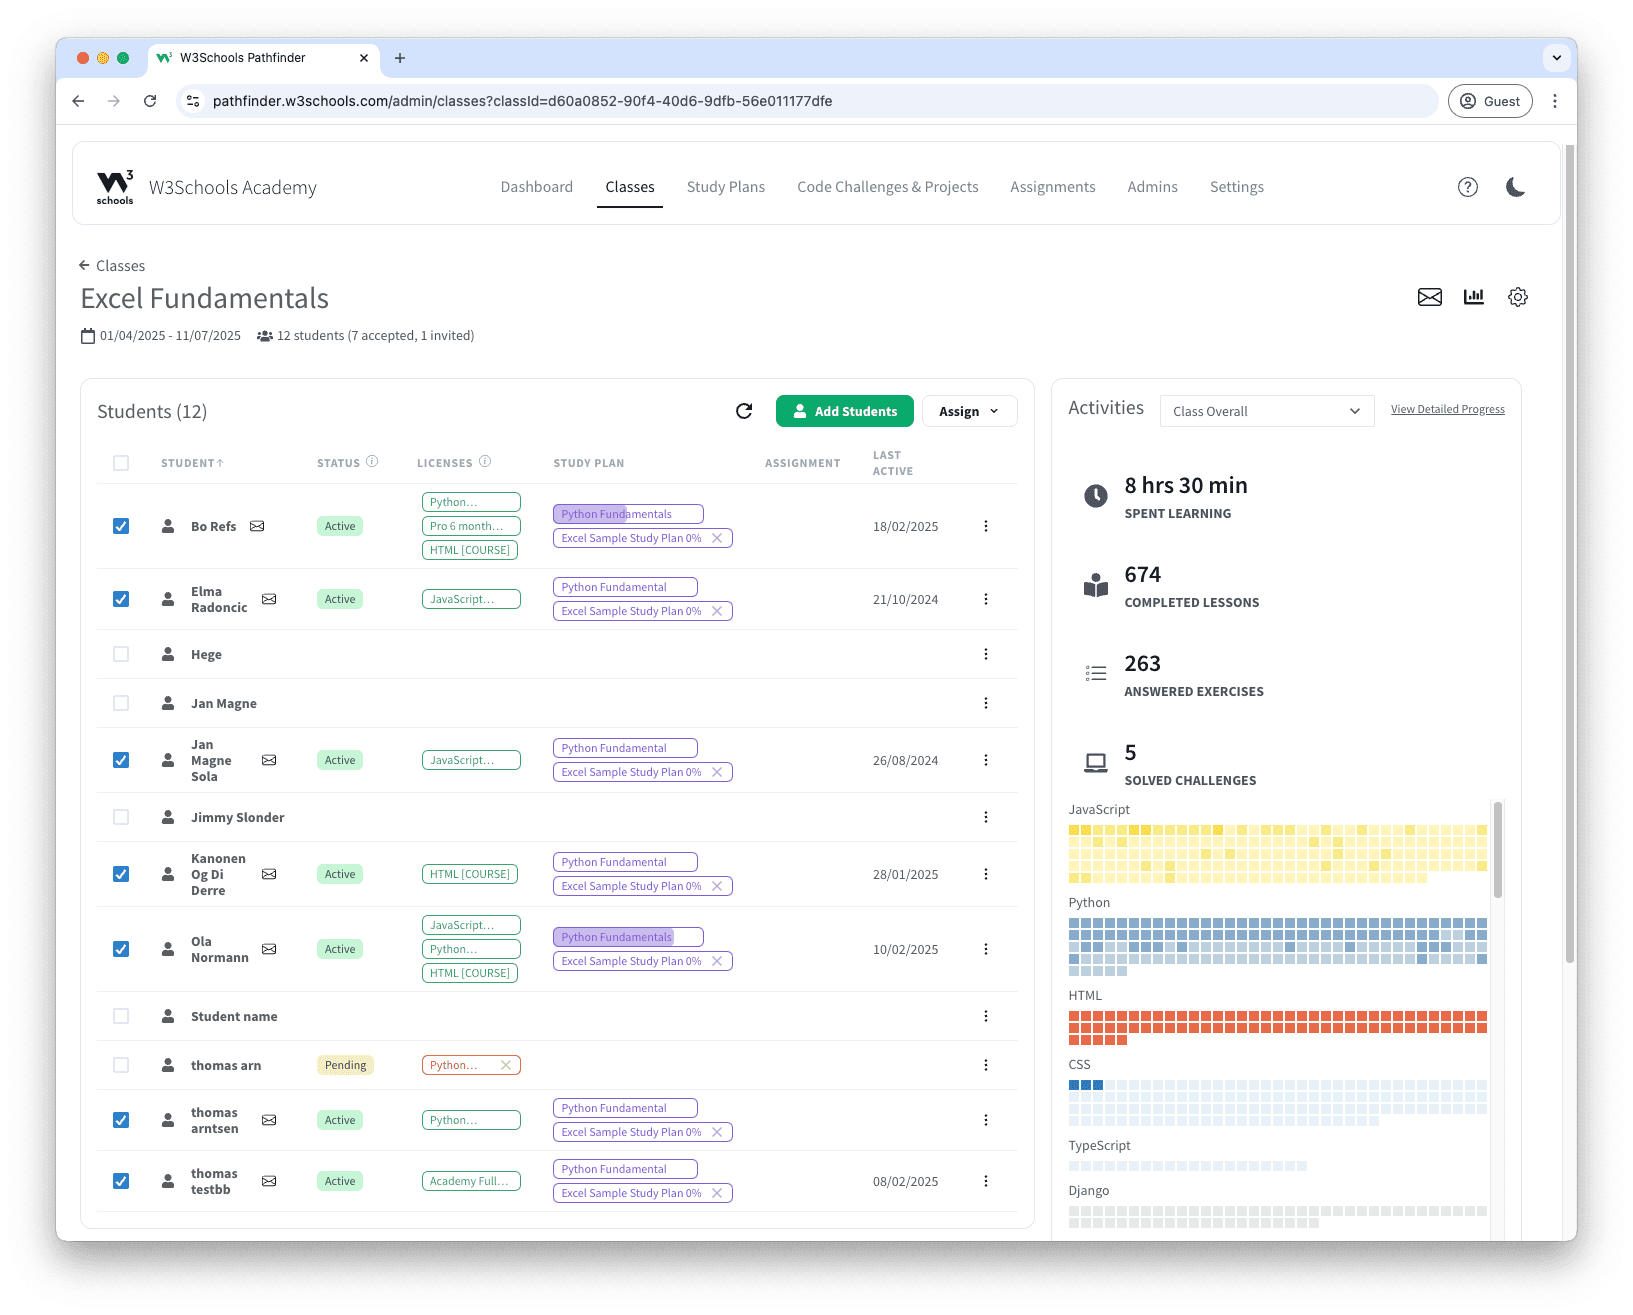 W3Schools Pathfinder
pathfinder.w3schools.com/admin/classes?classId=d60a0852-90f4-40d6-9dfb-56e011177dfe
Guest
W3 schools
W3Schools Academy
Dashboard
Classes
Study Plans
Code Challenges & Projects
Assignments
Admins
Settings
Classes
Excel Fundamentals
01/04/2025 - 11/07/2025
12 students (7 accepted, 1 invited)
Students (12)
Add Students
Assign
STUDENT
STATUS
LICENSES
STUDY PLAN
ASSIGNMENT
LAST
ACTIVE
Bo Refs
Active
Python...
Pro 6 month...
HTML [COURSE]
Python Fundamentals
Excel Sample Study Plan 0%
18/02/2025
Elma
Radoncic
Active
JavaScript...
Python Fundamental
Excel Sample Study Plan 0%
21/10/2024
Hege
Jan Magne
Jan
Magne
Sola
Active
JavaScript...
Python Fundamental
Excel Sample Study Plan 0%
26/08/2024
Jimmy Slonder
Kanonen
Og Di
Derre
Active
HTML [COURSE]
Python Fundamental
Excel Sample Study Plan 0%
28/01/2025
Ola
Normann
Active
JavaScript...
Python...
HTML [COURSE]
Python Fundamentals
Excel Sample Study Plan 0%
10/02/2025
Student name
thomas arn
Pending
Python...
thomas
arntsen
Active
Python...
Python Fundamental
Excel Sample Study Plan 0%
thomas
testbb
Active
Academy Full...
Python Fundamental
Excel Sample Study Plan 0%
08/02/2025
Activities
Class Overall
View Detailed Progress
8 hrs 30 min
SPENT LEARNING
674
COMPLETED LESSONS
263
ANSWERED EXERCISES
5
SOLVED CHALLENGES
JavaScript
Python
HTML
CSS
TypeScript
Django